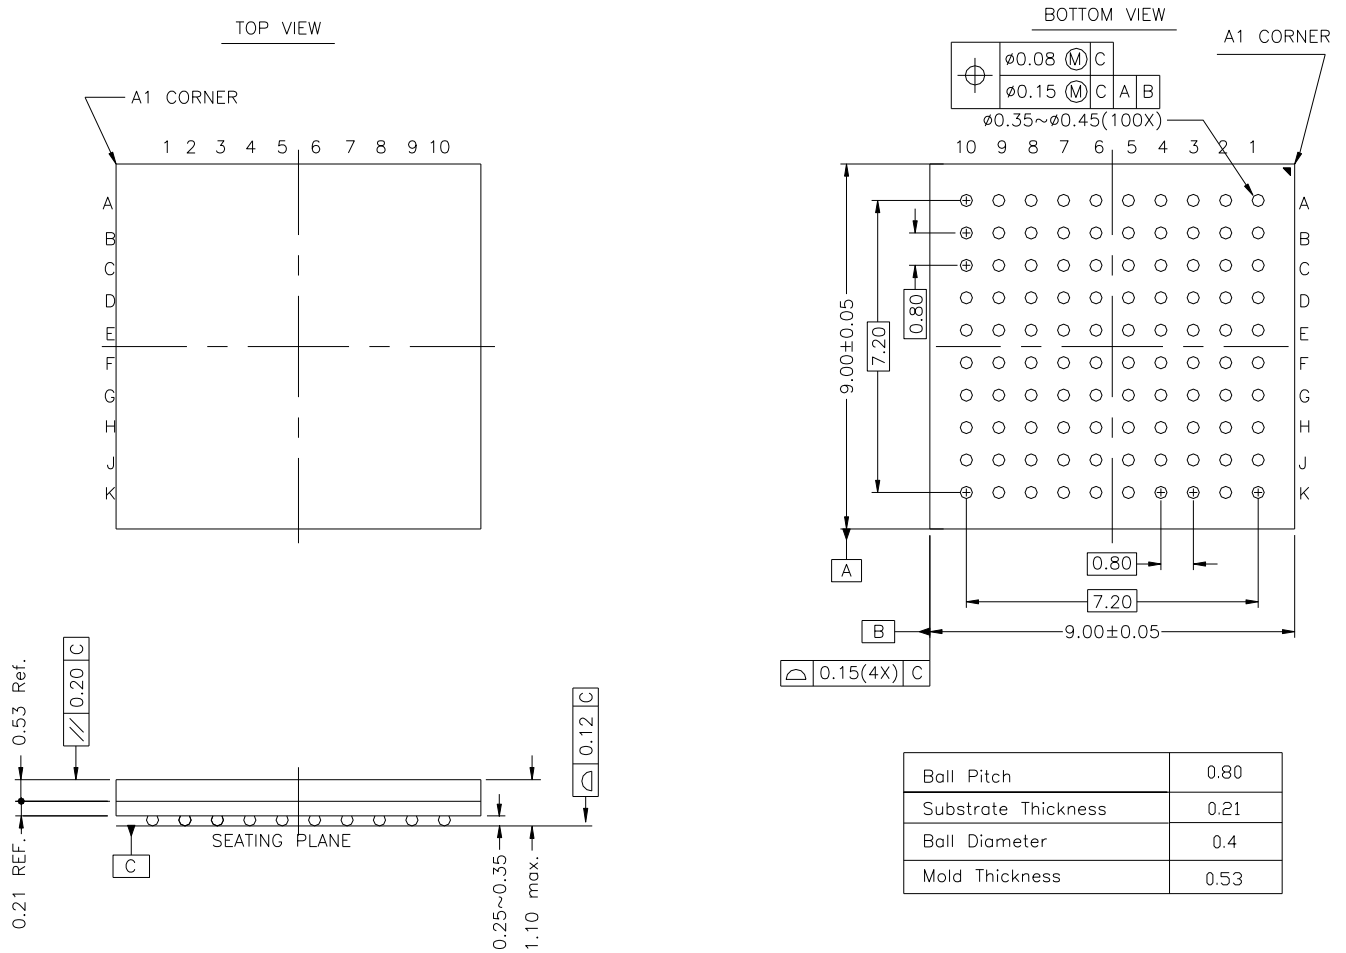 TOP VIEW
A1 CORNER
1 2 3 4 5 6 7 8 9 10
A
B
C
D
E
F
G
H
J
K
BOTTOM VIEW
A1 CORNER
ø0.08 Ⓜ C
ø0.15 Ⓜ C A B
ø0.35~ø0.45(100X)
10 9 8 7 6 5 4 3 2 1
A
B
C
D
E
F
G
H
J
K
0.80
7.20
9.00±0.05
A
0.80
7.20
B
9.00±0.05
0.15(4X) C
0.53 Ref.
// 0.20 C
0.21 REF.
C
SEATING PLANE
0.25~0.35
1.10 max.
0.12 C
Ball Pitch 0.80
Substrate Thickness 0.21
Ball Diameter 0.4
Mold Thickness 0.53